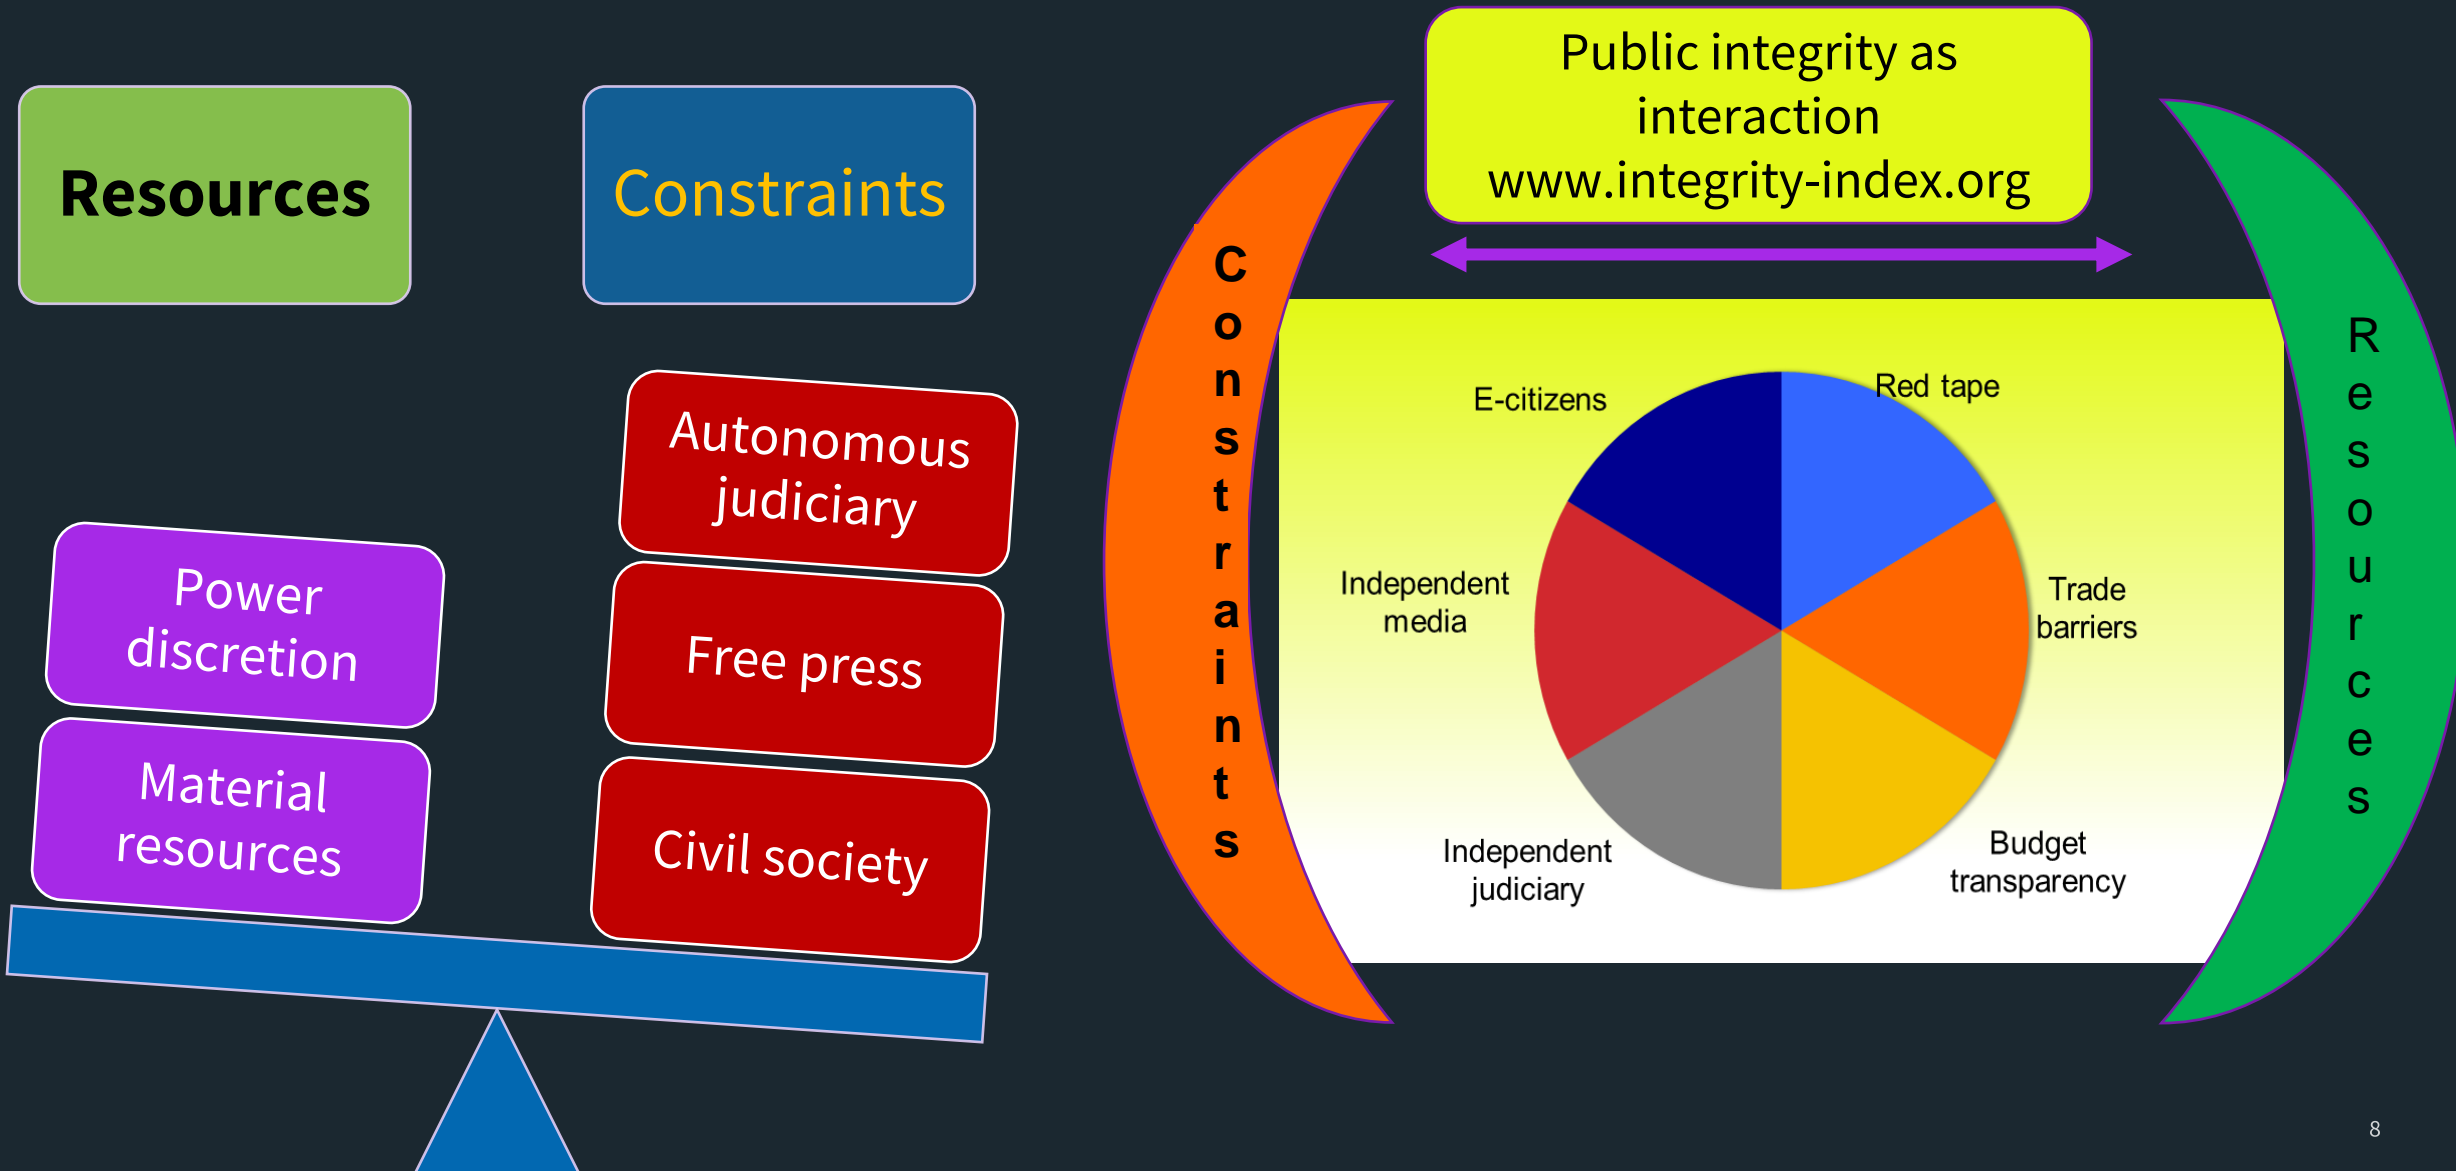 Resources
Constraints
Power
discretion
Material
resources
Autonomous
judiciary
Free press
Civil society
Public integrity as
interaction
www.integrity-index.org
Constraints
E-citizens
Red tape
Independent
media
Trade
barriers
Independent
judiciary
Budget
transparency
Resources
8